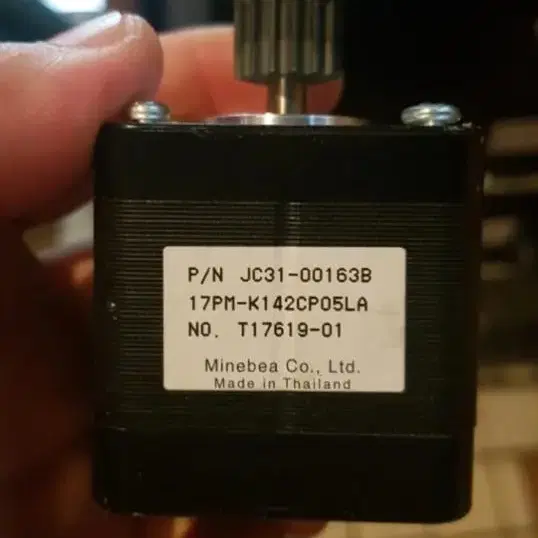 P/N JC31-00163B
17PM-K142CP05LA
NO. T17619-01
Minebea Co., Ltd.
Made in Thailand